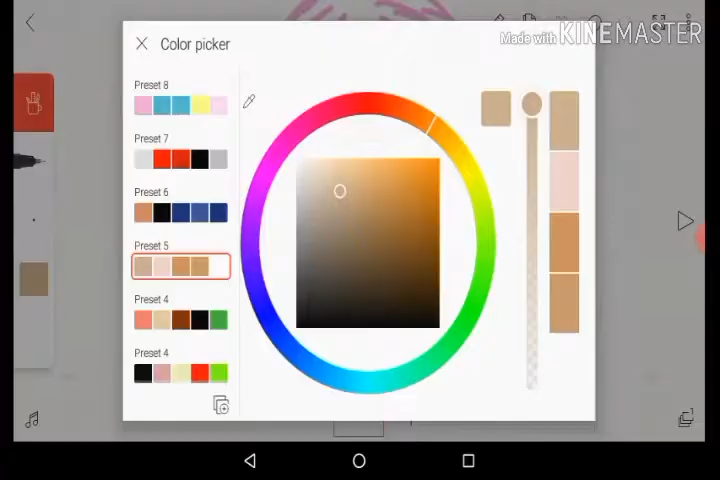 Color picker
Made with KINEMASTER
Preset 8
Preset 7
Preset 6
Preset 5
Preset 4
Preset 4